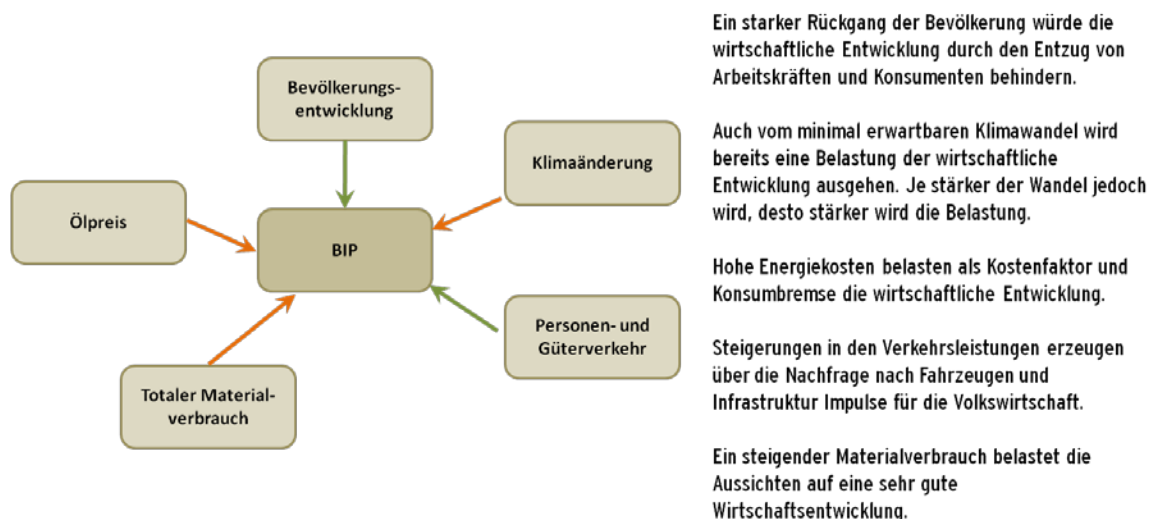 Bevölkerungs-
entwicklung
Klimaänderung
Ölpreis
BIP
Personen- und
Güterverkehr
Totaler Material-
verbrauch
Ein starker Rückgang der Bevölkerung würde die
wirtschaftliche Entwicklung durch den Entzug von
Arbeitskräften und Konsumenten behindern.
Auch vom minimal erwartbaren Klimawandel wird
bereits eine Belastung der wirtschaftliche
Entwicklung ausgehen. Je stärker der Wandel jedoch
wird, desto stärker wird die Belastung.
Hohe Energiekosten belasten als Kostenfaktor und
Konsumbremse die wirtschaftliche Entwicklung.
Steigerungen in den Verkehrsleistungen erzeugen
über die Nachfrage nach Fahrzeugen und
Infrastruktur Impulse für die Volkswirtschaft.
Ein steigender Materialverbrauch belastet die
Aussichten auf eine sehr gute
Wirtschaftsentwicklung.